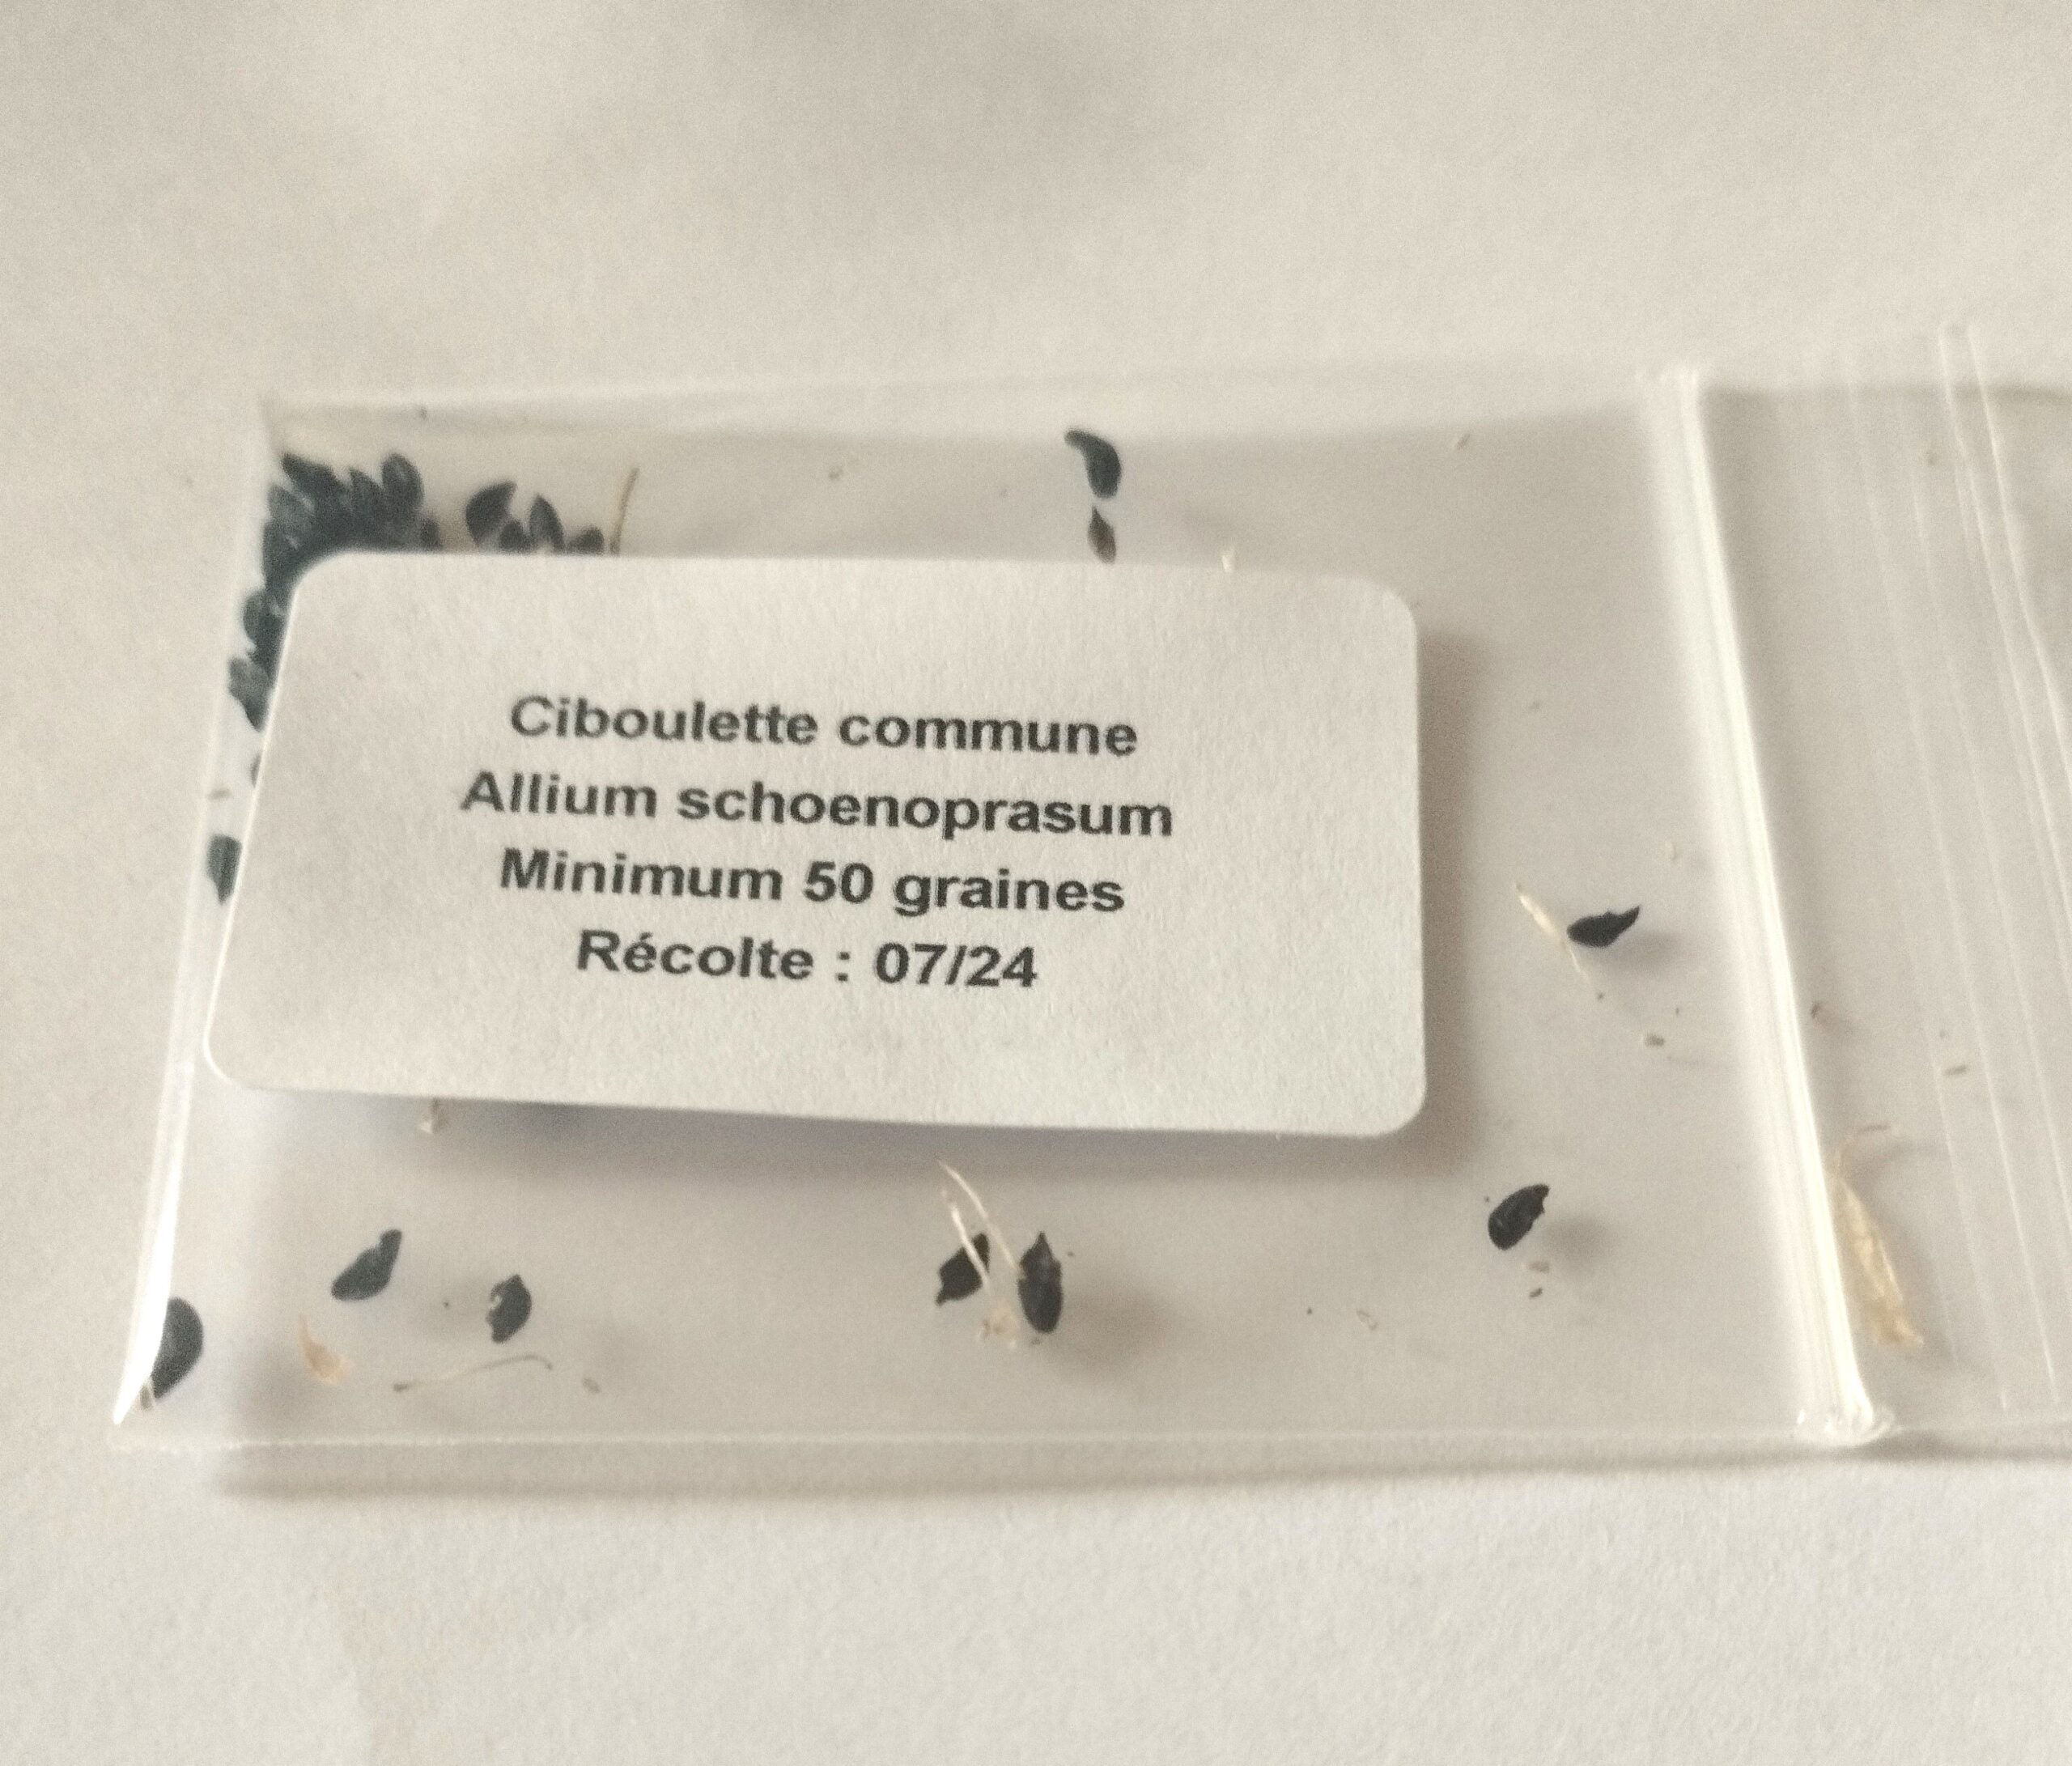 Ciboulette commune
Allium schoenoprasum
Minimum 50 graines
Récolte : 07/24